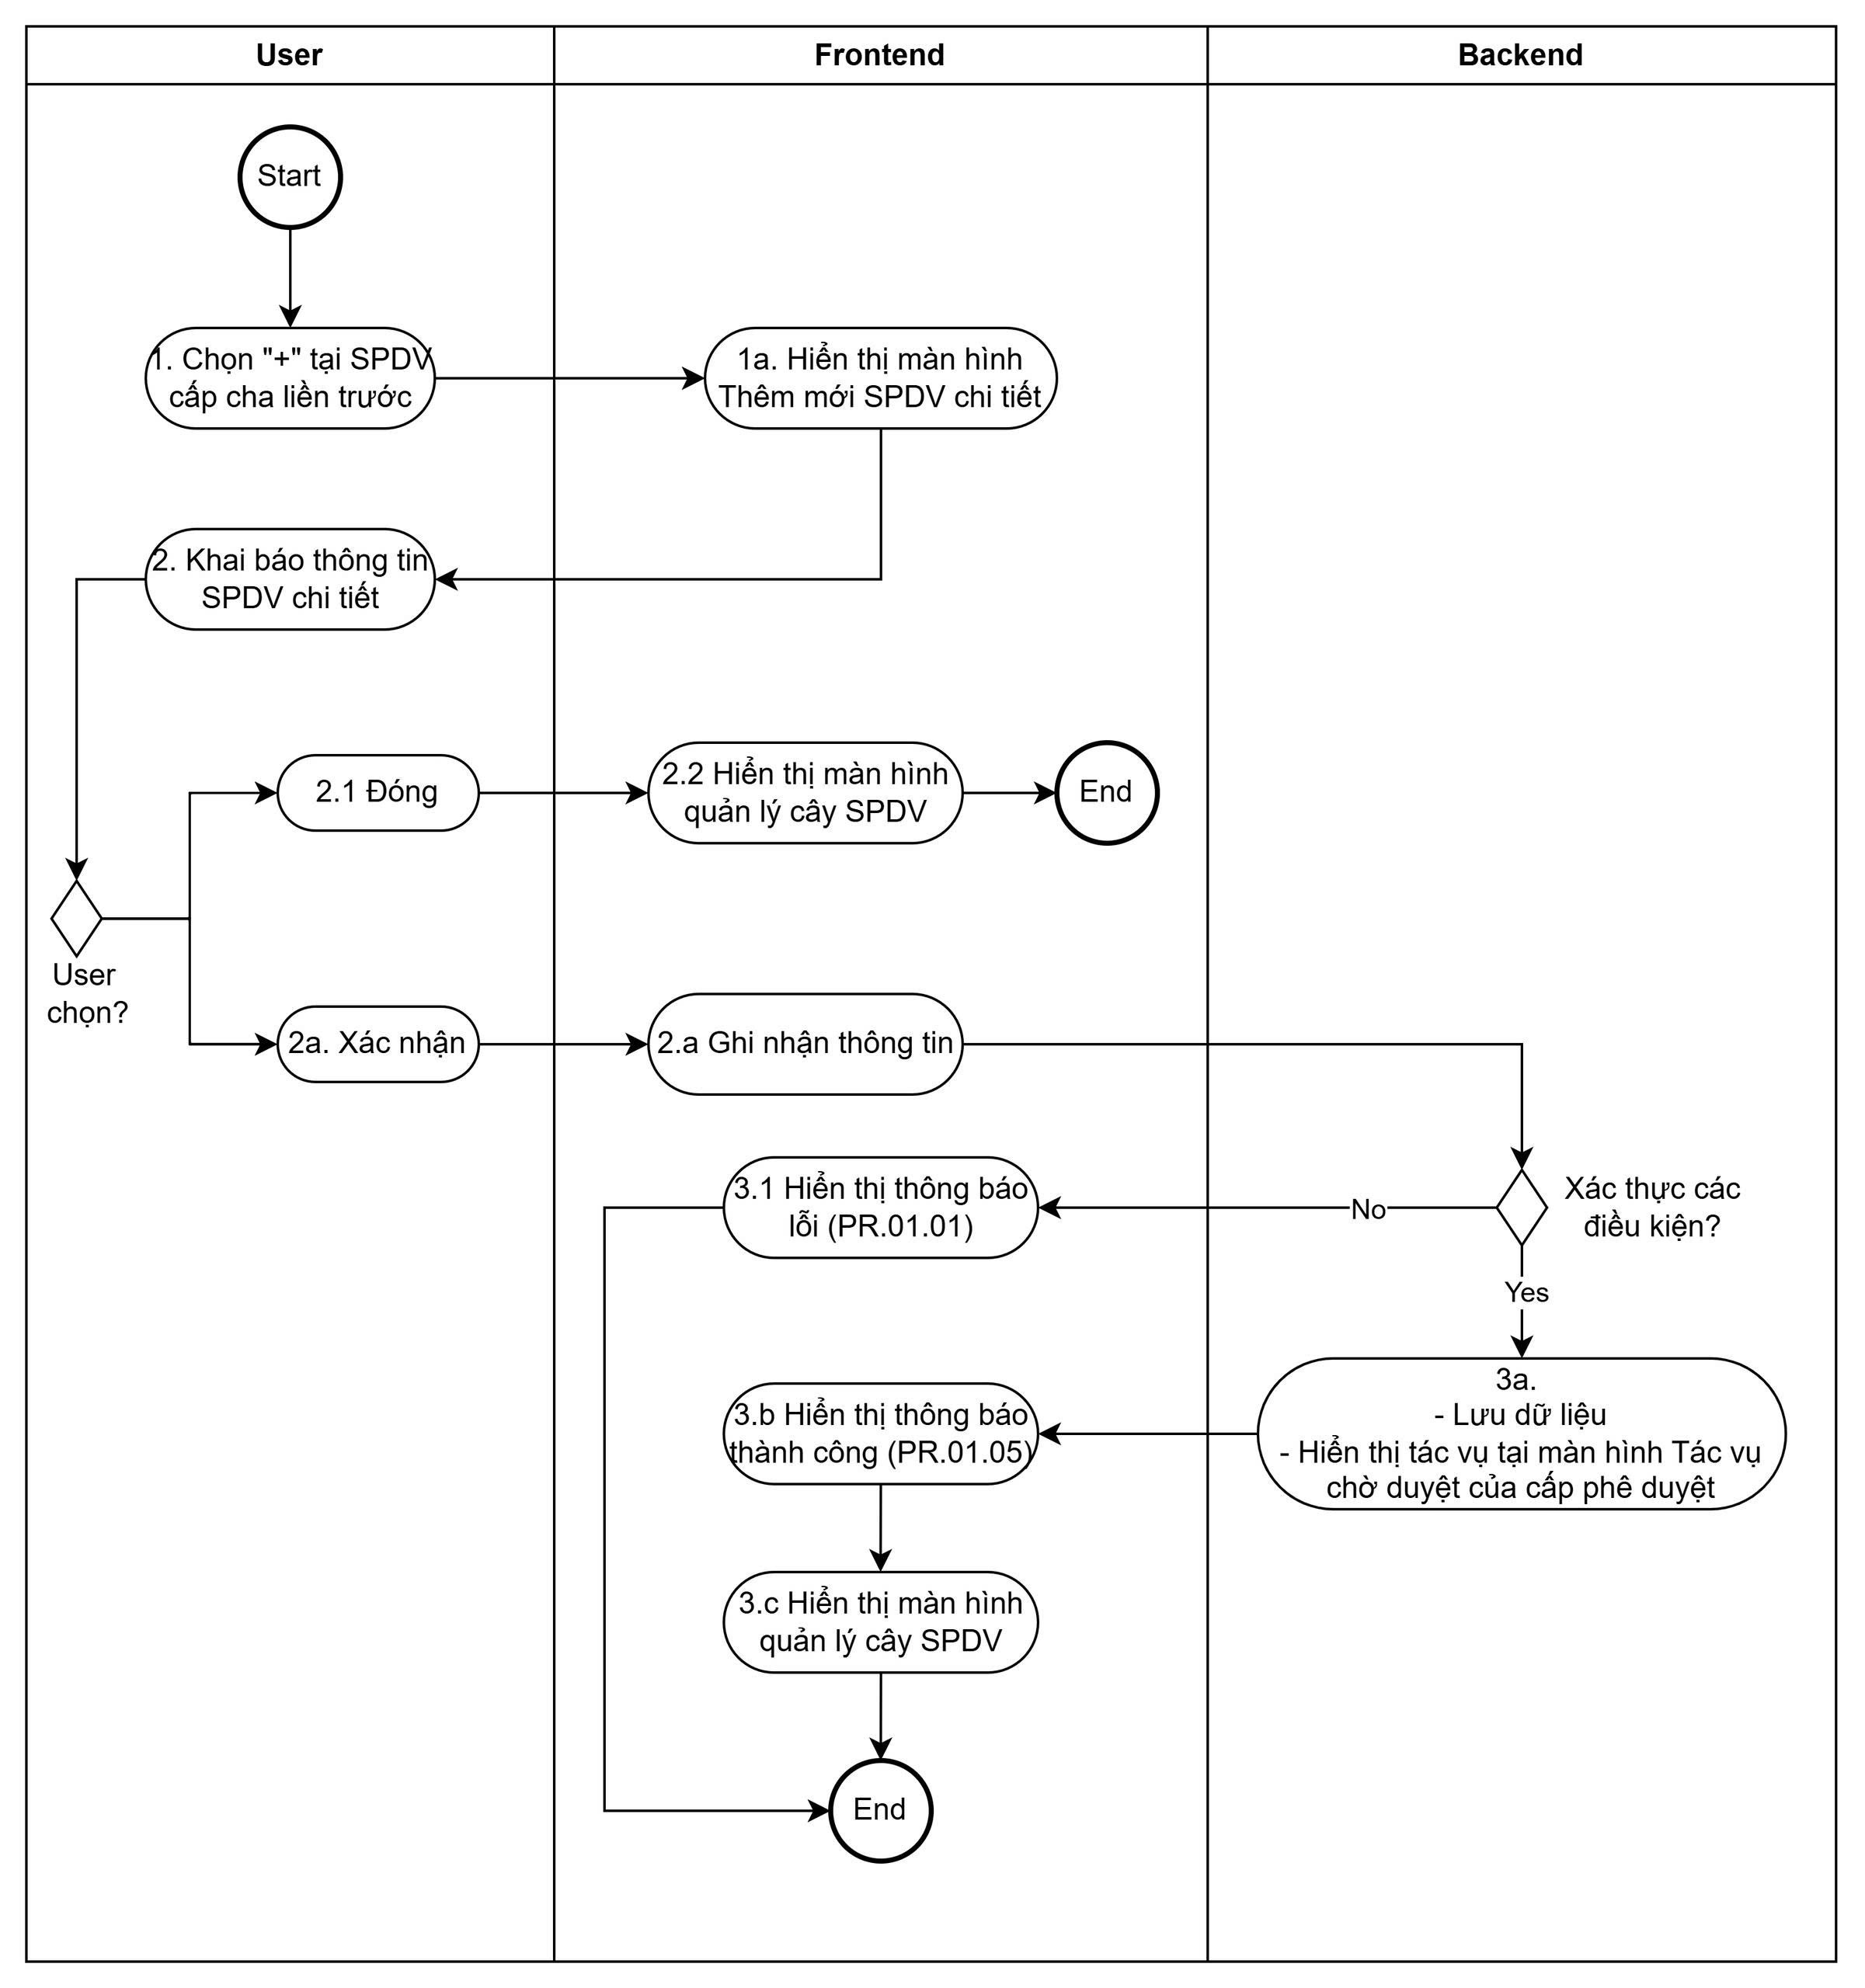 User
Frontend
Backend
Start
1. Chọn "+" tại SPDV
cấp cha liền trước
1a. Hiển thị màn hình
Thêm mới SPDV chi tiết
2. Khai báo thông tin
SPDV chi tiết
2.1 Đóng
2.2 Hiển thị màn hình
quản lý cây SPDV
End
User
chọn?
2a. Xác nhận
2.a Ghi nhận thông tin
3.1 Hiển thị thông báo
lỗi (PR.01.01)
No
Xác thực các
điều kiện?
Yes
3a.
- Lưu dữ liệu
- Hiển thị tác vụ tại màn hình Tác vụ
chờ duyệt của cấp phê duyệt
3.b Hiển thị thông báo
thành công (PR.01.05)
3.c Hiển thị màn hình
quản lý cây SPDV
End